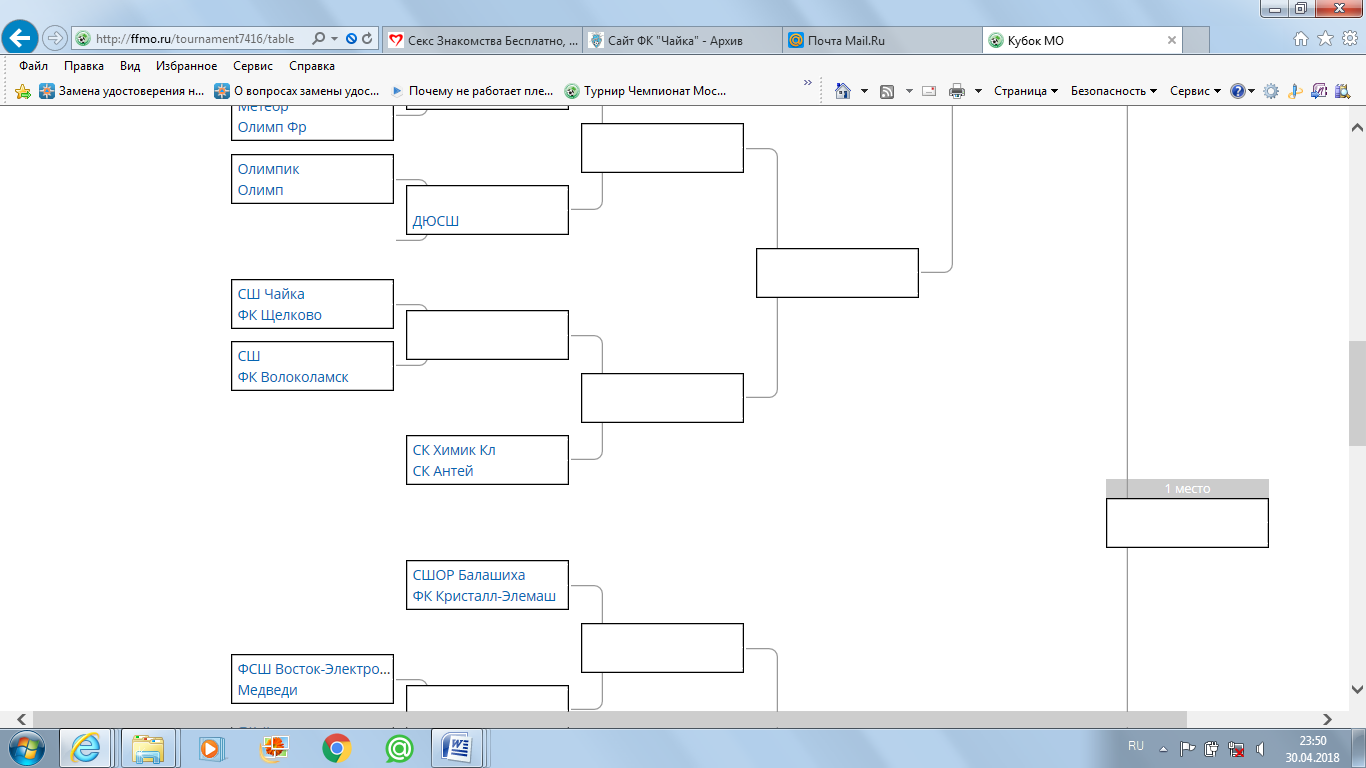 http://ffmo.ru/tournament7416/table
Секс Знакомства Бесплатно, ...
Сайт ФК "Чайка" - Архив
Почта Mail.Ru
Кубок МО
Файл Правка Вид Избранное Сервис Справка
Замена удостоверения н...
О вопросах замены удос...
Почему не работает пле...
Турнир Чемпионат Мос...
Страница
Безопасность
Сервис
Метеор
Олимп Фр
Олимпик
Олимп
ДЮСШ
СШ Чайка
ФК Щелково
СШ
ФК Волоколамск
СК Химик Кл
СК Антей
1 место
СШОР Балашиха
ФК Кристалл-Элемаш
ФСШ Восток-Электро...
Медведи
RU
23:50
30.04.2018